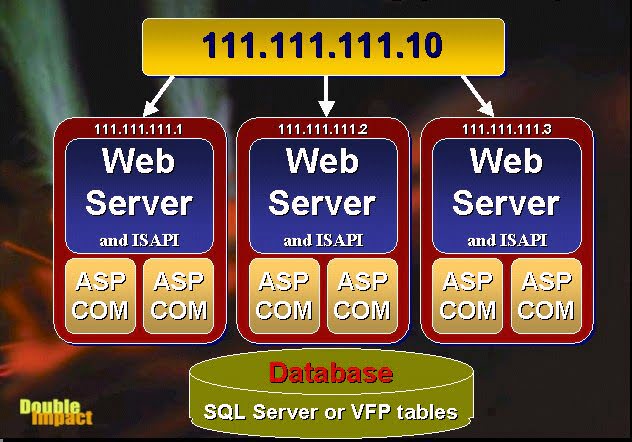 111.111.111.10
111.111.111.1
Web
Server
and ISAPI
ASP
COM
ASP
COM
111.111.111.2
Web
Server
and ISAPI
ASP
COM
ASP
COM
111.111.111.3
Web
Server
and ISAPI
ASP
COM
ASP
COM
Database
SQL Server or VFP tables
Double
Impact